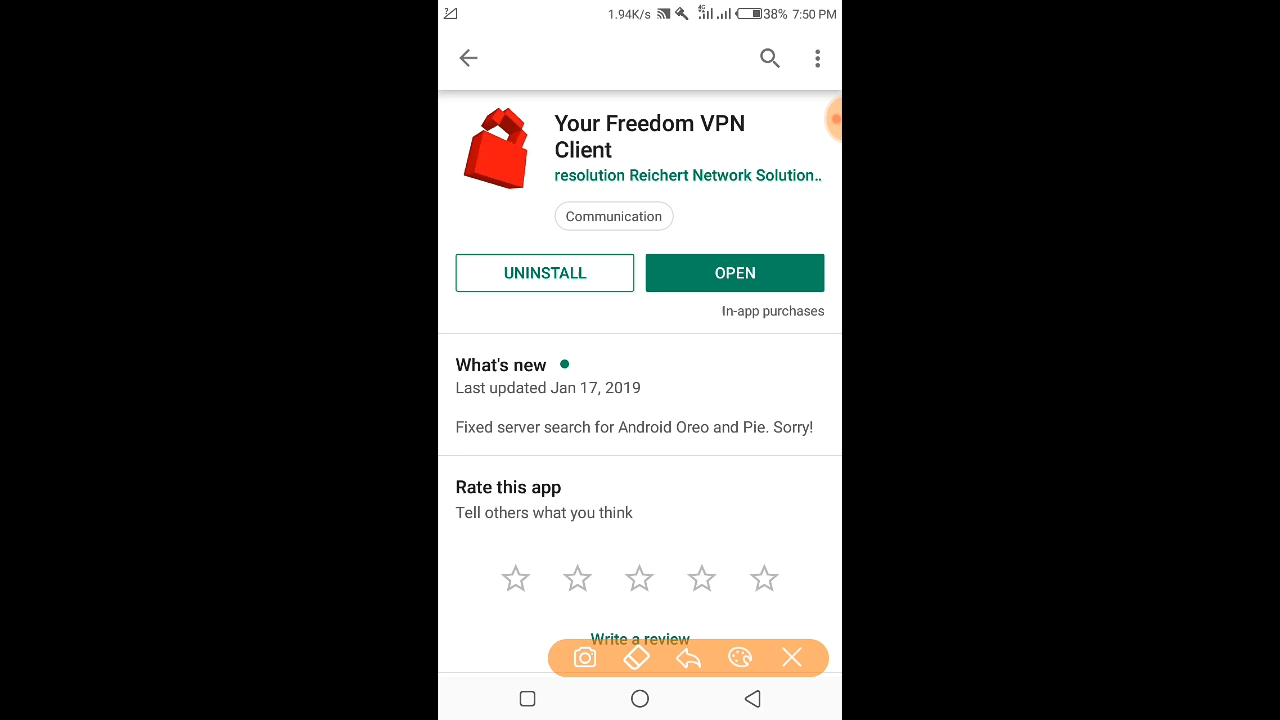 1.94K/s 4G 38% 7:50 PM
Your Freedom VPN
Client
resolution Reichert Network Solution..
Communication
UNINSTALL
OPEN
In-app purchases
What's new
Last updated Jan 17, 2019
Fixed server search for Android Oreo and Pie. Sorry!
Rate this app
Tell others what you think
Write a review